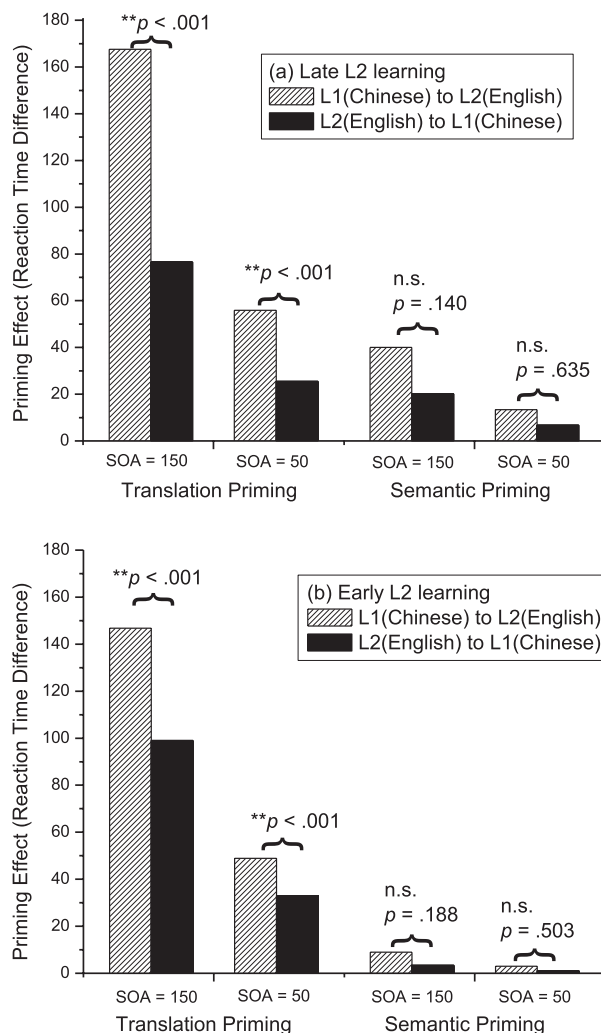 180
160
140
120
100
80
60
40
20
0
Priming Effect (Reaction Time Difference)
**p < .001
(a) Late L2 learning
L1(Chinese) to L2(English)
L2(English) to L1(Chinese)
**p < .001
n.s.
p = .140
n.s.
p = .635
SOA = 150 SOA = 50 SOA = 150 SOA = 50
Translation Priming Semantic Priming
180
160
140
120
100
80
60
40
20
0
Priming Effect (Reaction Time Difference)
**p < .001
(b) Early L2 learning
L1(Chinese) to L2(English)
L2(English) to L1(Chinese)
**p < .001
n.s.
p = .188
n.s.
p = .503
SOA = 150 SOA = 50 SOA = 150 SOA = 50
Translation Priming Semantic Priming